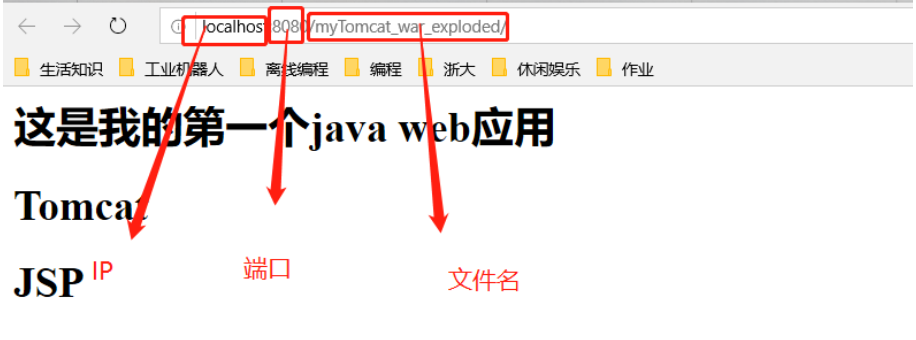 localhost:8080/myTomcat_war_exploded/
生活知识 工业机器人 离线编程 编程 浙大 休闲娱乐 作业
这是我的第一个java web应用
Tomcat
JSP
IP
端口
文件名